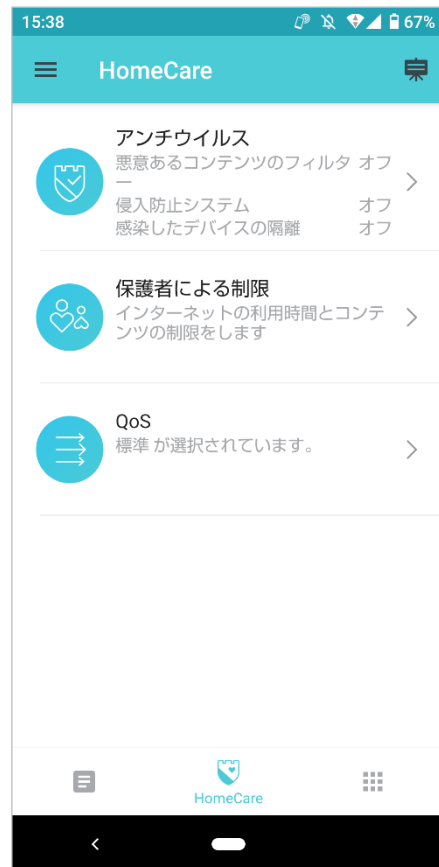 15:38
67%
HomeCare
アンチウイルス
悪意あるコンテンツのフィルタ オフ
ー
侵入防止システム オフ
感染したデバイスの隔離 オフ
保護者による制限
インターネットの利用時間とコンテ
ンツの制限をします
QoS
標準 が選択されています。
HomeCare